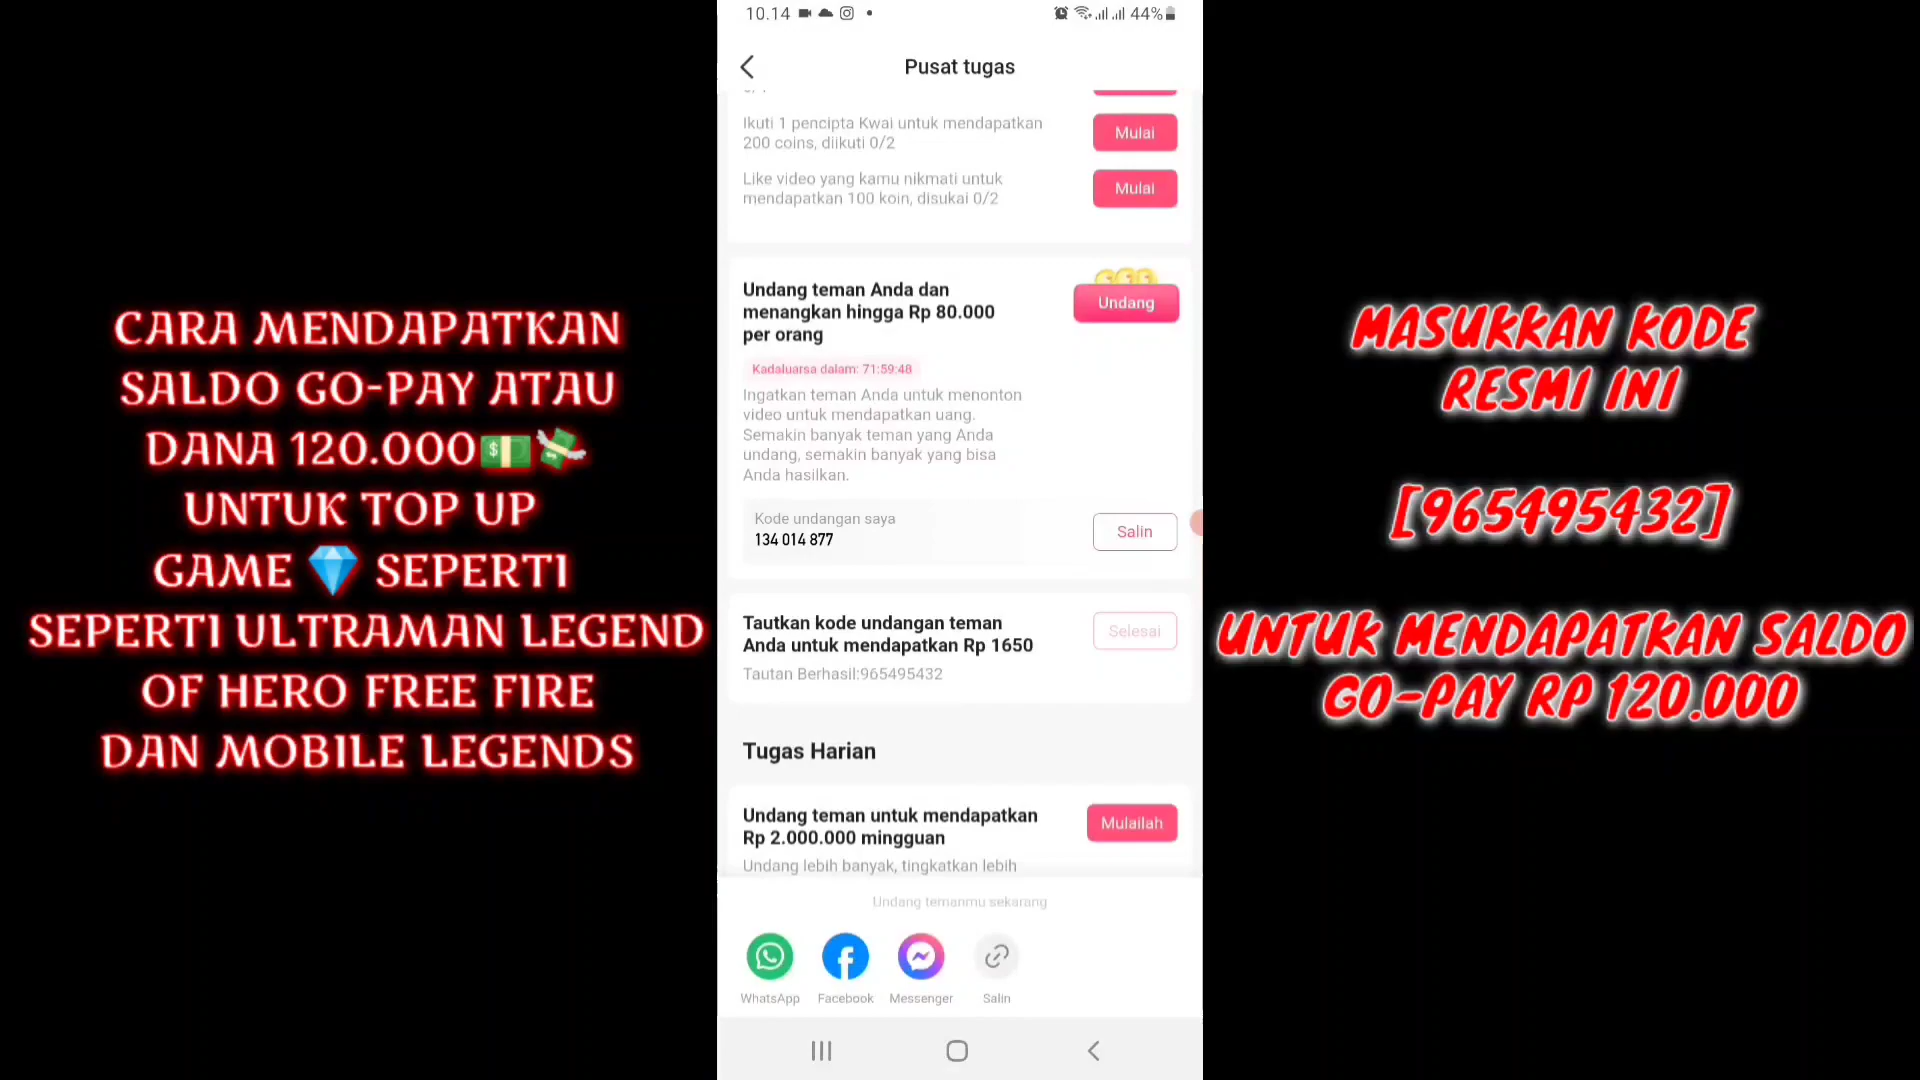 CARA MENDAPATKAN
SALDO GO-PAY ATAU
DANA 120.000💵💸
UNTUK TOP UP
GAME 💎 SEPERTI
SEPERTI ULTRAMAN LEGEND
OF HERO FREE FIRE
DAN MOBILE LEGENDS
10.14
44%
Pusat tugas
Ikuti 1 pencipta Kwai untuk mendapatkan
200 coins, diikuti 0/2
Mulai
Like video yang kamu nikmati untuk
mendapatkan 100 koin, disukai 0/2
Mulai
Undang teman Anda dan
menangkan hingga Rp 80.000
per orang
Undang
Kadaluarsa dalam: 71:59:48
Ingatkan teman Anda untuk menonton
video untuk mendapatkan uang.
Semakin banyak teman yang Anda
undang, semakin banyak yang bisa
Anda hasilkan.
Kode undangan saya
134 014 877
Salin
Tautkan kode undangan teman
Anda untuk mendapatkan Rp 1650
Selesai
Tautan Berhasil:965495432
Tugas Harian
Undang teman untuk mendapatkan
Rp 2.000.000 mingguan
Mulailah
Undang lebih banyak, tingkatkan lebih
Undang temanmu sekarang
WhatsApp
Facebook
Messenger
Salin
MASUKKAN KODE
RESMI INI
[965495432]
UNTUK MENDAPATKAN SALDO
GO-PAY RP 120.000